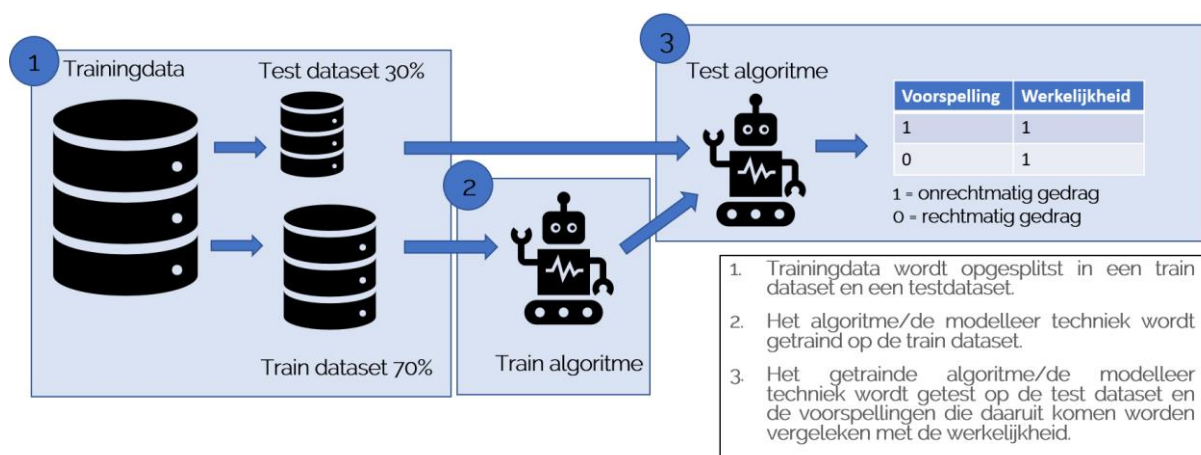 1
Trainingdata
Test dataset 30%
Train dataset 70%
2
Train algoritme
3
Test algoritme
Voorspelling Werkelijkheid
1 1
0 1
1 = onrechtmatig gedrag
0 = rechtmatig gedrag
1. Trainingdata wordt opgesplitst in een train
dataset en een testdataset.
2. Het algoritme/de modelleer techniek wordt
getraind op de train dataset.
3. Het getrainde algoritme/de modelleer
techniek wordt getest op de test dataset en
de voorspellingen die daaruit komen worden
vergeleken met de werkelijkheid.